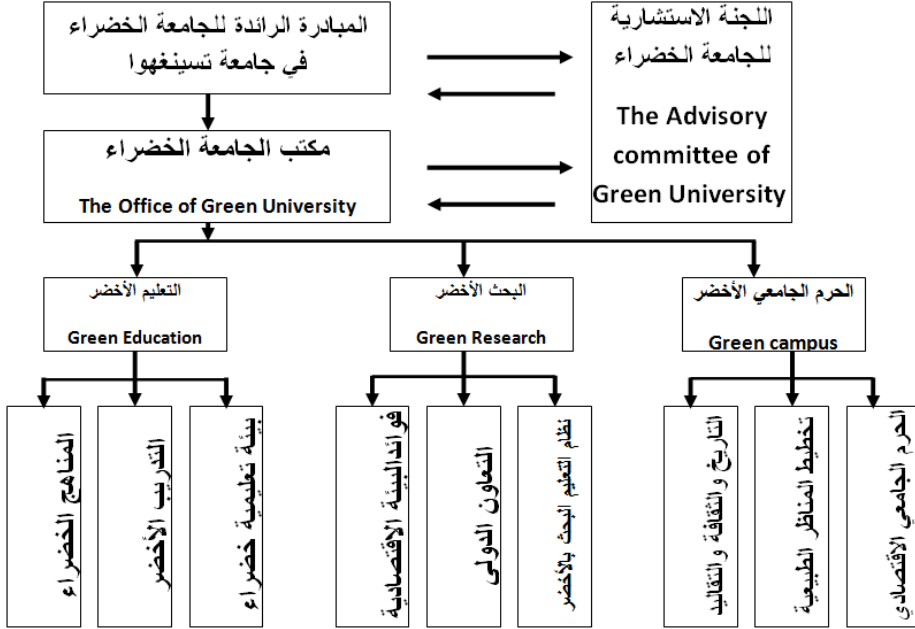 المبادرة الرائدة للجامعة الخضراء
في جامعة تسينغهوا
اللجنة الاستشارية
للجامعة الخضراء
The Advisory
committee of
Green University
مكتب الجامعة الخضراء
The Office of Green University
التعليم الأخضر
Green Education
البحث الأخضر
Green Research
الحرم الجامعي الأخضر
Green campus
المناهج الخضراء
التدريب الأخضر
بيئة تعليمية خضراء
فوائدالبيئة الاقتصادية
التعاون الدولى
نظام التعليم البحث بالأخضر
التاريخ والثقافة والتقاليد
تخطيط المناظر الطبيعية
الحرم الجامعي الاقتصادي